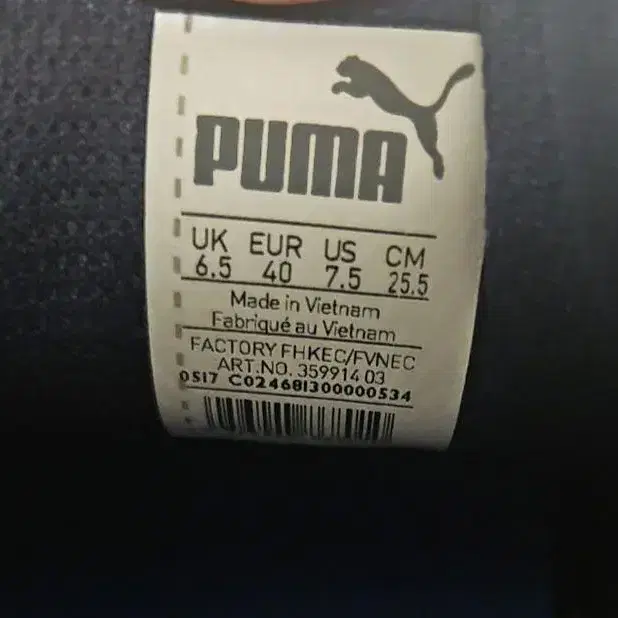 PUMA
UK EUR US CM
6.5 40 7.5 25.5
Made in Vietnam
Fabriqué au Vietnam
FACTORY FHKEC/FVNEC
ART.NO. 359914 03
0517 C02468I300000534